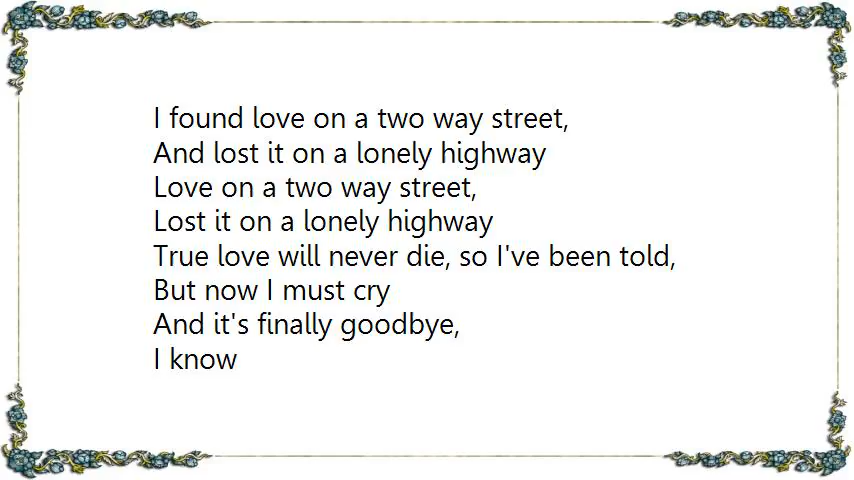 I found love on a two way street,
And lost it on a lonely highway
Love on a two way street,
Lost it on a lonely highway
True love will never die, so I've been told,
But now I must cry
And it's finally goodbye,
I know